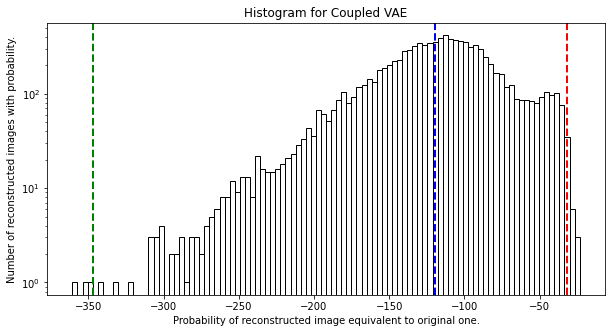 Histogram for Coupled VAE
Number of reconstructed images with probability.
10²
10¹
10⁰
−350 −300 −250 −200 −150 −100 −50
Probability of reconstructed image equivalent to original one.